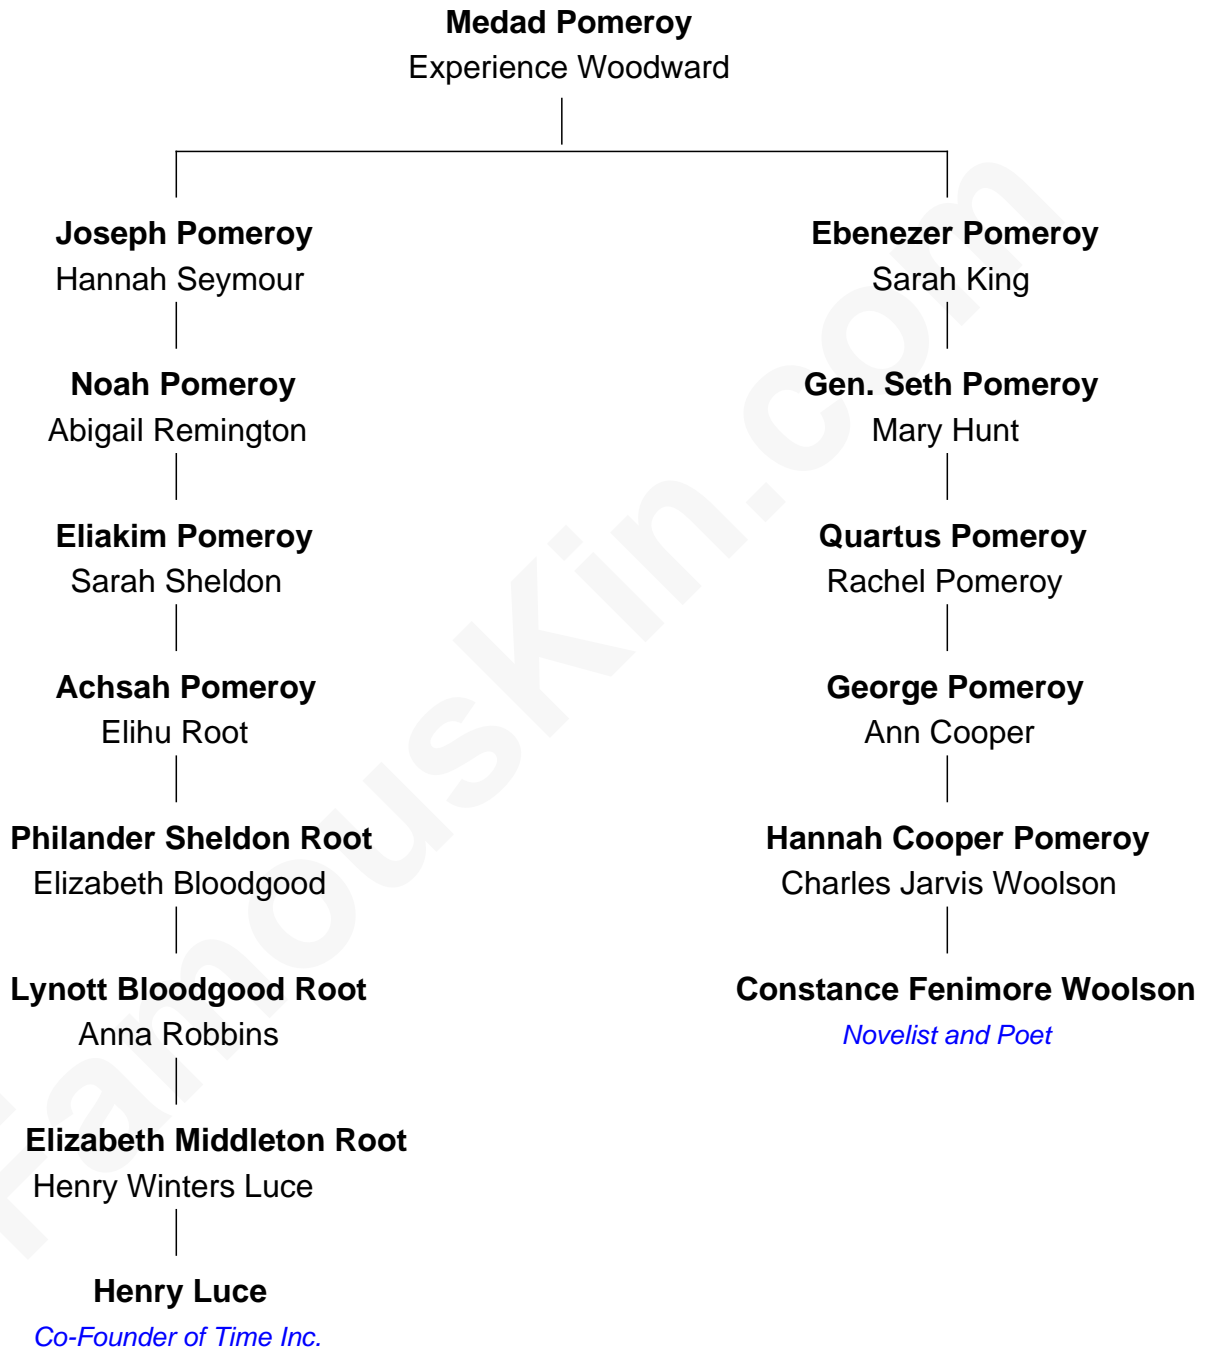 Medad Pomeroy
Experience Woodward
Joseph Pomeroy
Hannah Seymour
Ebenezer Pomeroy
Sarah King
Noah Pomeroy
Abigail Remington
Gen. Seth Pomeroy
Mary Hunt
Eliakim Pomeroy
Sarah Sheldon
Quartus Pomeroy
Rachel Pomeroy
Achsah Pomeroy
Elihu Root
George Pomeroy
Ann Cooper
Philander Sheldon Root
Elizabeth Bloodgood
Hannah Cooper Pomeroy
Charles Jarvis Woolson
Lynott Bloodgood Root
Anna Robbins
Constance Fenimore Woolson
Novelist and Poet
Elizabeth Middleton Root
Henry Winters Luce
Henry Luce
Co-Founder of Time Inc.
FamousKin.com